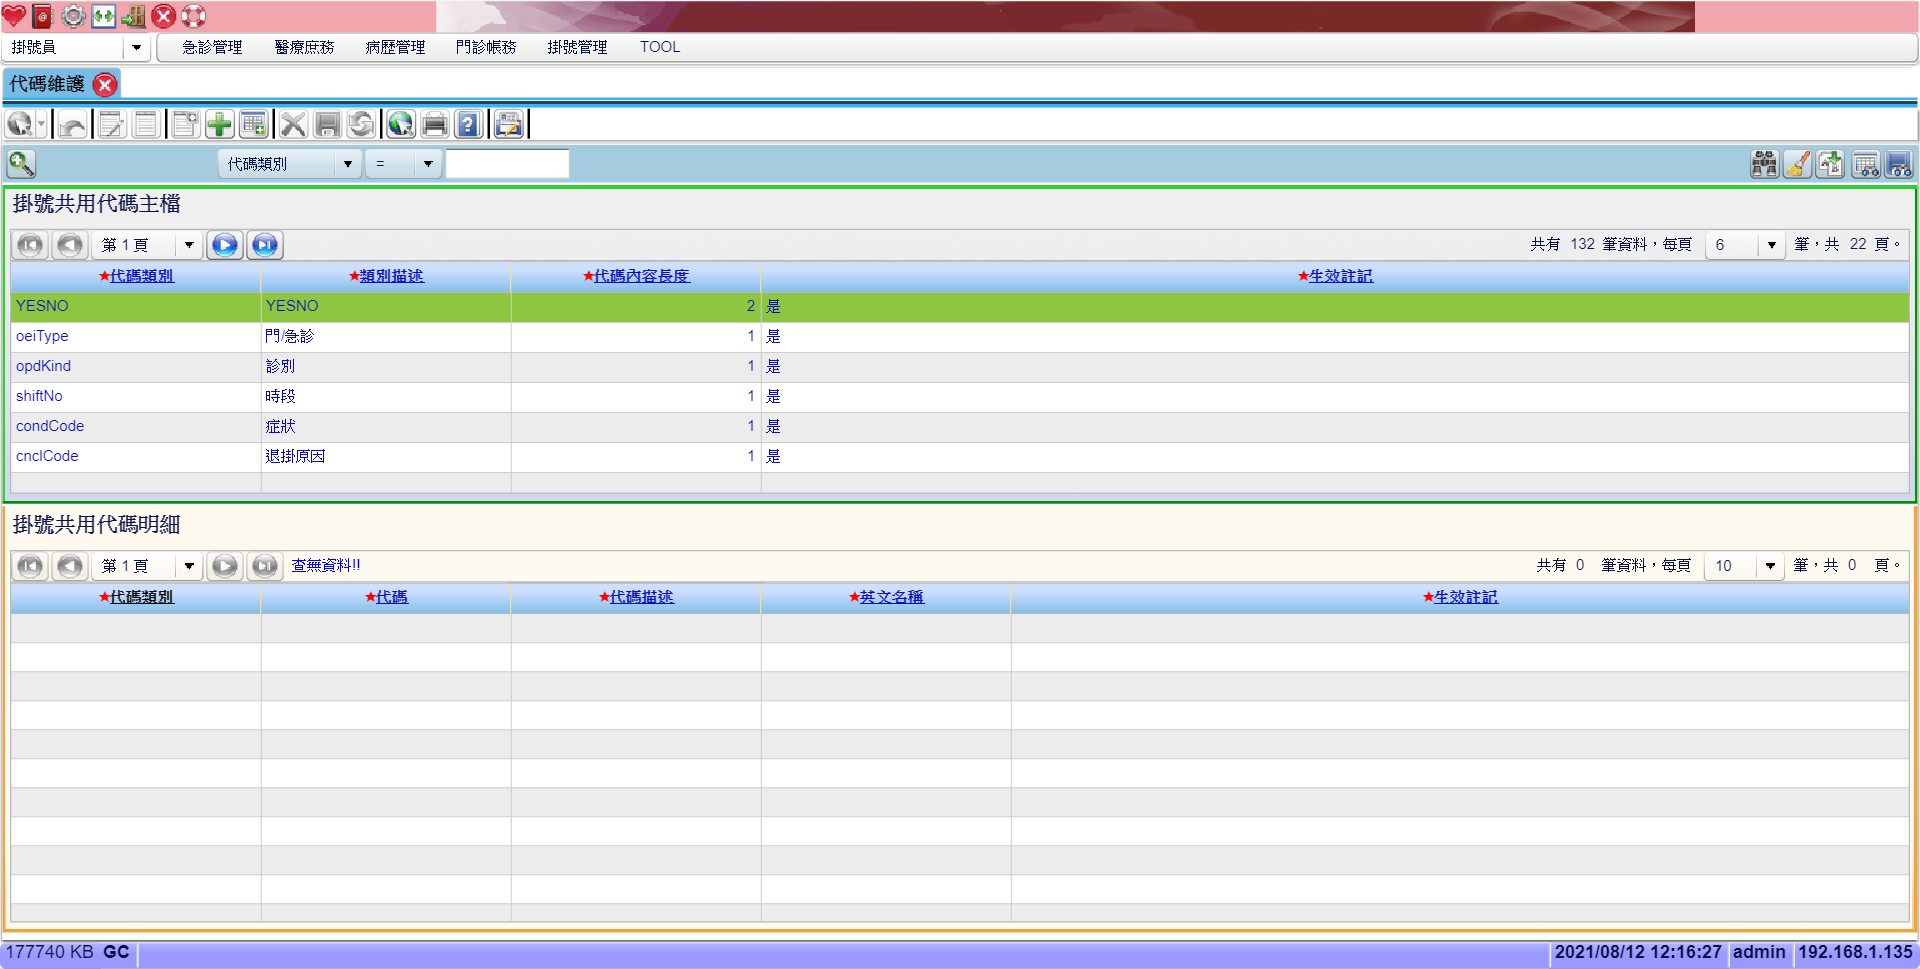 掛號員 急診管理 醫療庶務 病歷管理 門診帳務 掛號管理 TOOL
代碼維護
代碼類別 =
掛號共用代碼主檔
第 1 頁 共有 132 筆資料，每頁 6 筆，共 22 頁。
★代碼類別 ★類別描述 ★代碼內容長度 ★生效註記
YESNO YESNO 2 是
oeiType 門/急診 1 是
opdKind 診別 1 是
shiftNo 時段 1 是
condCode 症狀 1 是
cnclCode 退掛原因 1 是
掛號共用代碼明細
第 1 頁 查無資料!! 共有 0 筆資料，每頁 10 筆，共 0 頁。
★代碼類別 ★代碼 ★代碼描述 ★英文名稱 ★生效註記
177740 KB GC 2021/08/12 12:16:27 admin 192.168.1.135